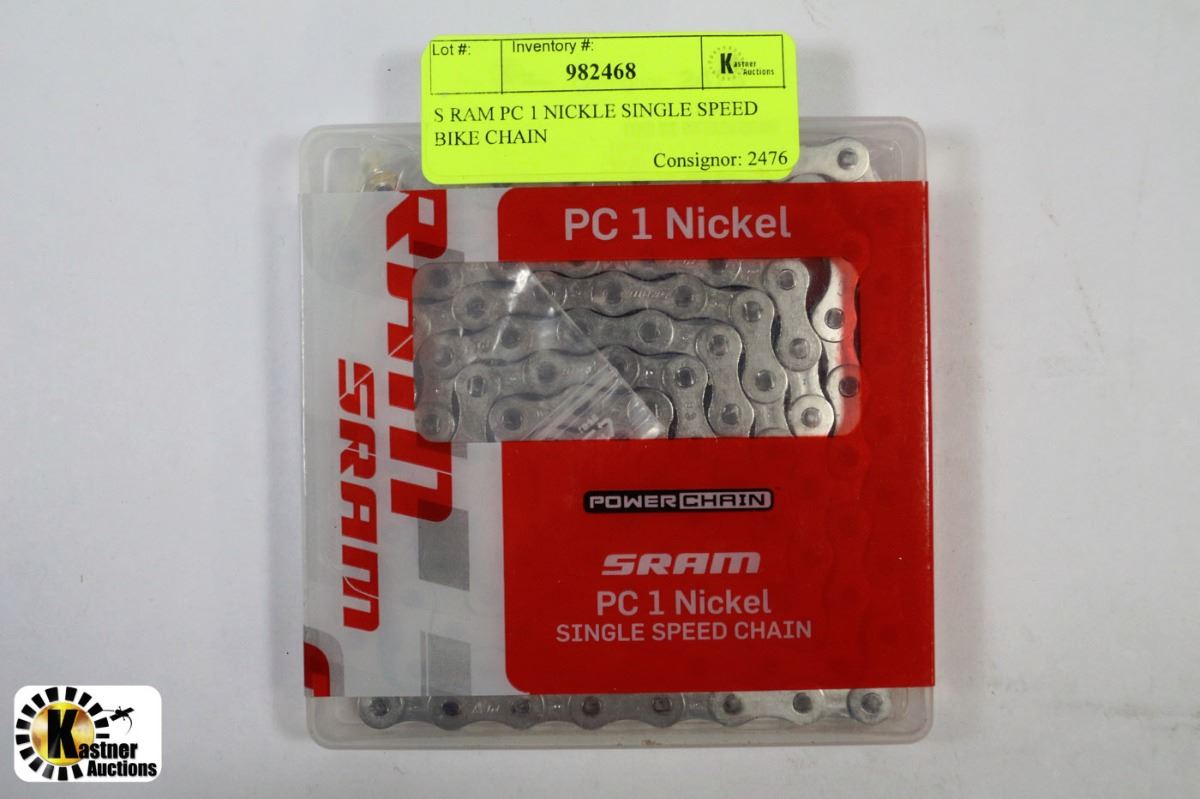 Lot #:
Inventory #:
982468
Kastner Auctions
S RAM PC 1 NICKLE SINGLE SPEED
BIKE CHAIN
Consignor: 2476
PC 1 Nickel
SRAM
POWERCHAIN™
SRAM
PC 1 Nickel
SINGLE SPEED CHAIN
Kastner
Auctions